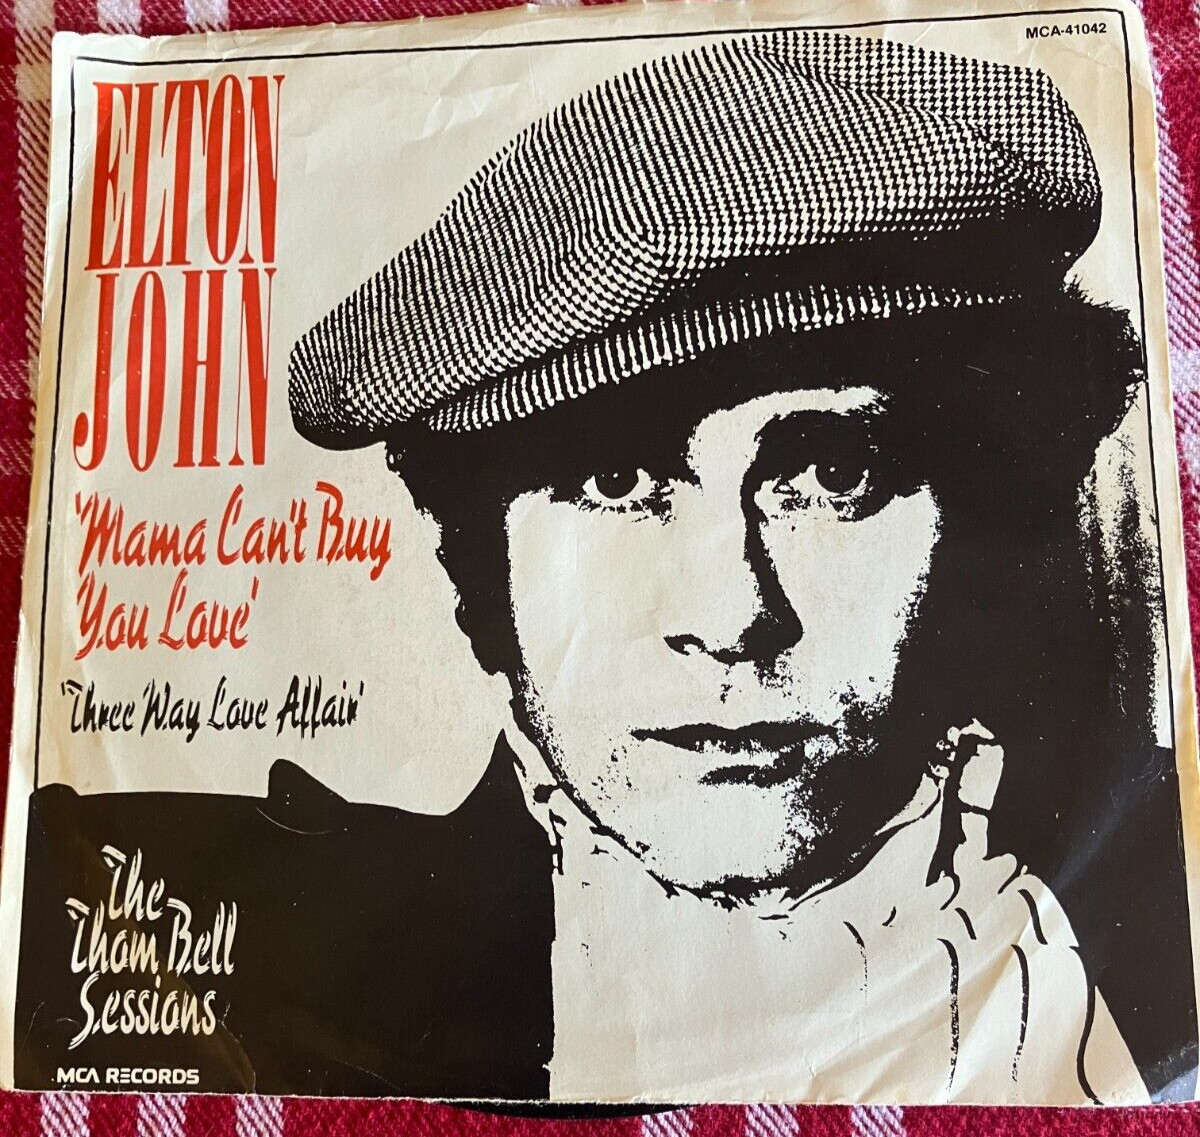 MCA-41042
ELTON
JOHN
'Mama Can't Buy
You Love'
'Three Way Love Affair'
The
Thom Bell
Sessions
MCA RECORDS